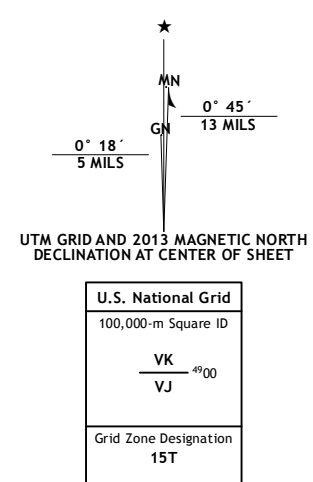 ★
MN
0° 45´
GN
13 MILS
0° 18´
5 MILS
UTM GRID AND 2013 MAGNETIC NORTH
DECLINATION AT CENTER OF SHEET
U.S. National Grid
100,000-m Square ID
VK
4900
VJ
Grid Zone Designation
15T